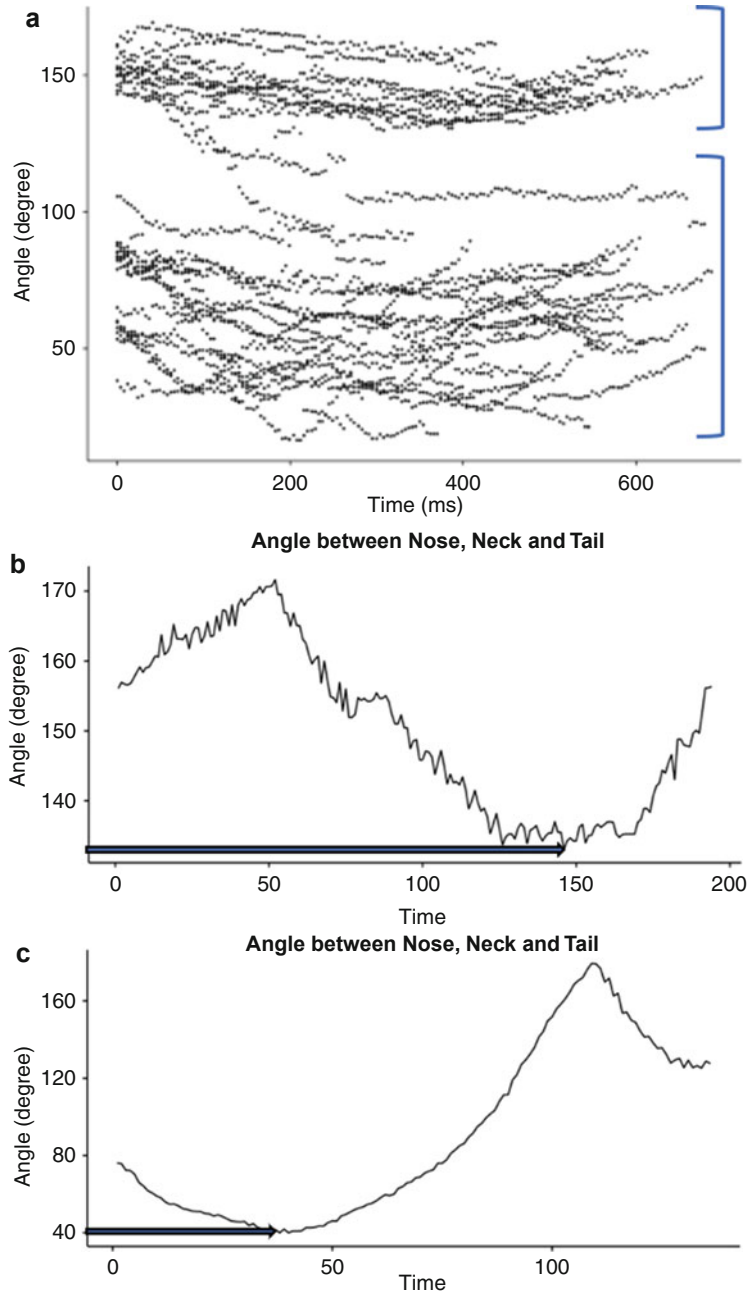 a
150
100
50
Angle (degree)
0 200 400 600
Time (ms)
Angle between Nose, Neck and Tail
b
170
160
150
140
Angle (degree)
0 50 100 150 200
Time
Angle between Nose, Neck and Tail
c
160
120
80
40
Angle (degree)
0 50 100
Time